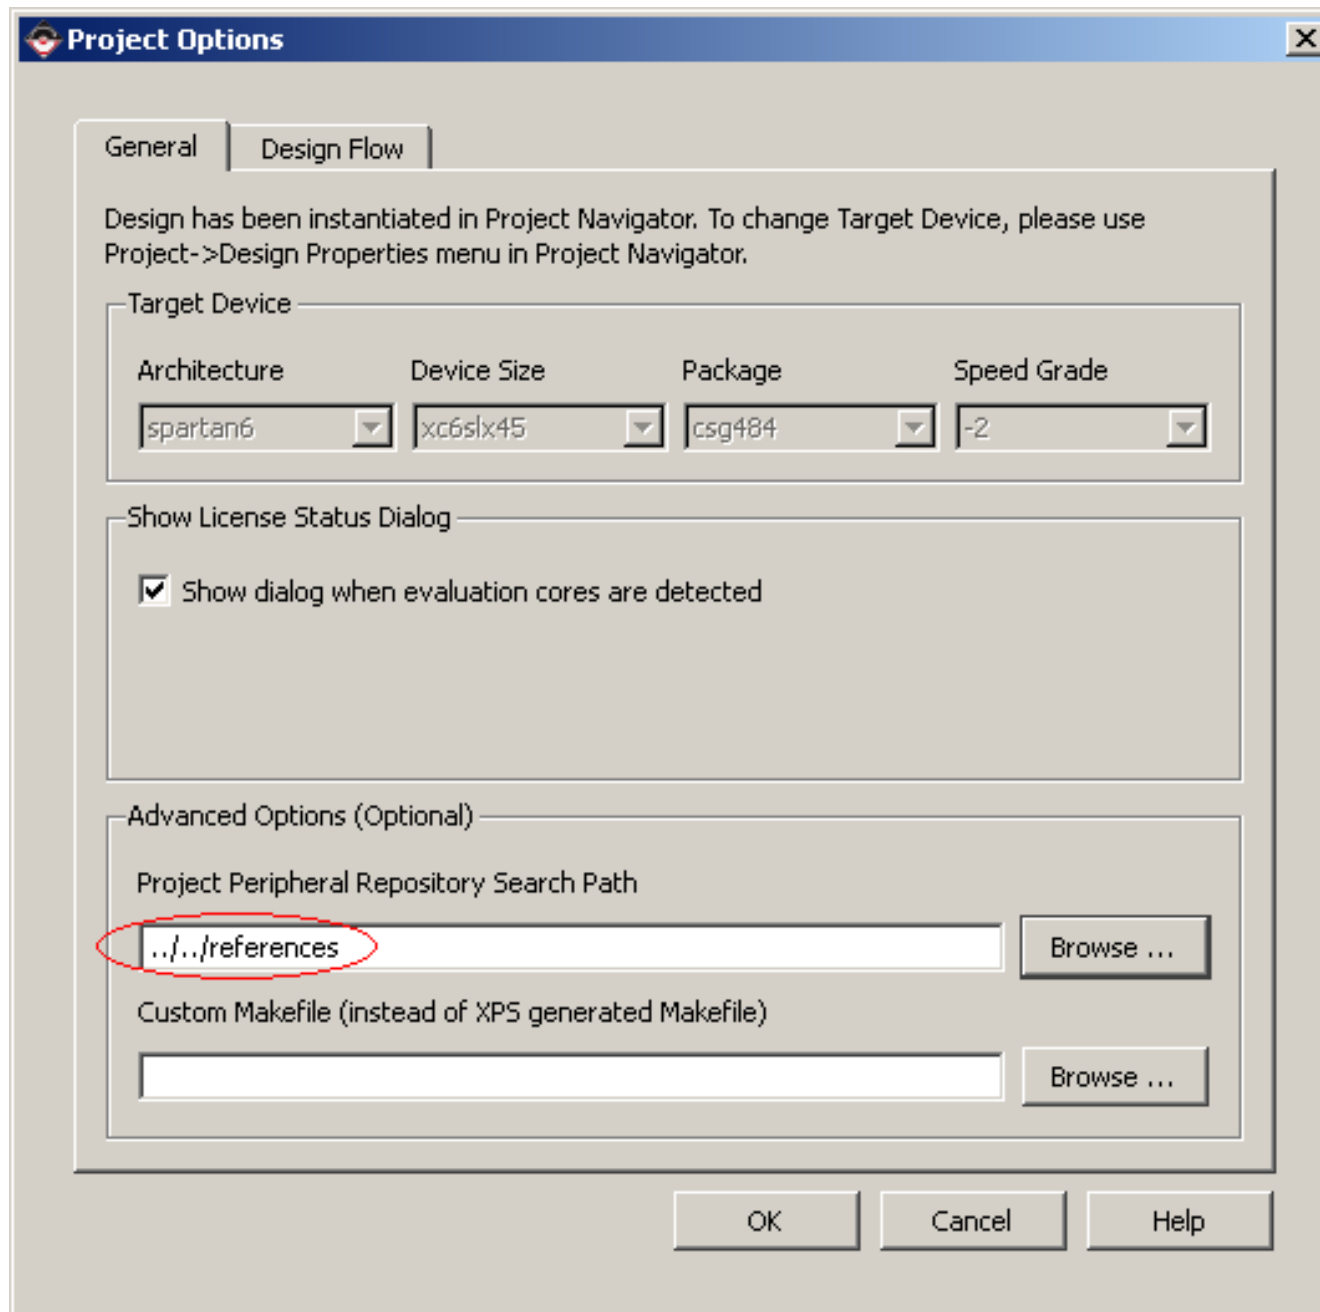 Project Options
General
Design Flow
Design has been instantiated in Project Navigator. To change Target Device, please use
Project->Design Properties menu in Project Navigator.
Target Device
Architecture Device Size Package Speed Grade
spartan6 xc6slx45 csg484 -2
Show License Status Dialog
Show dialog when evaluation cores are detected
Advanced Options (Optional)
Project Peripheral Repository Search Path
../../references Browse ...
Custom Makefile (instead of XPS generated Makefile)
Browse ...
OK Cancel Help